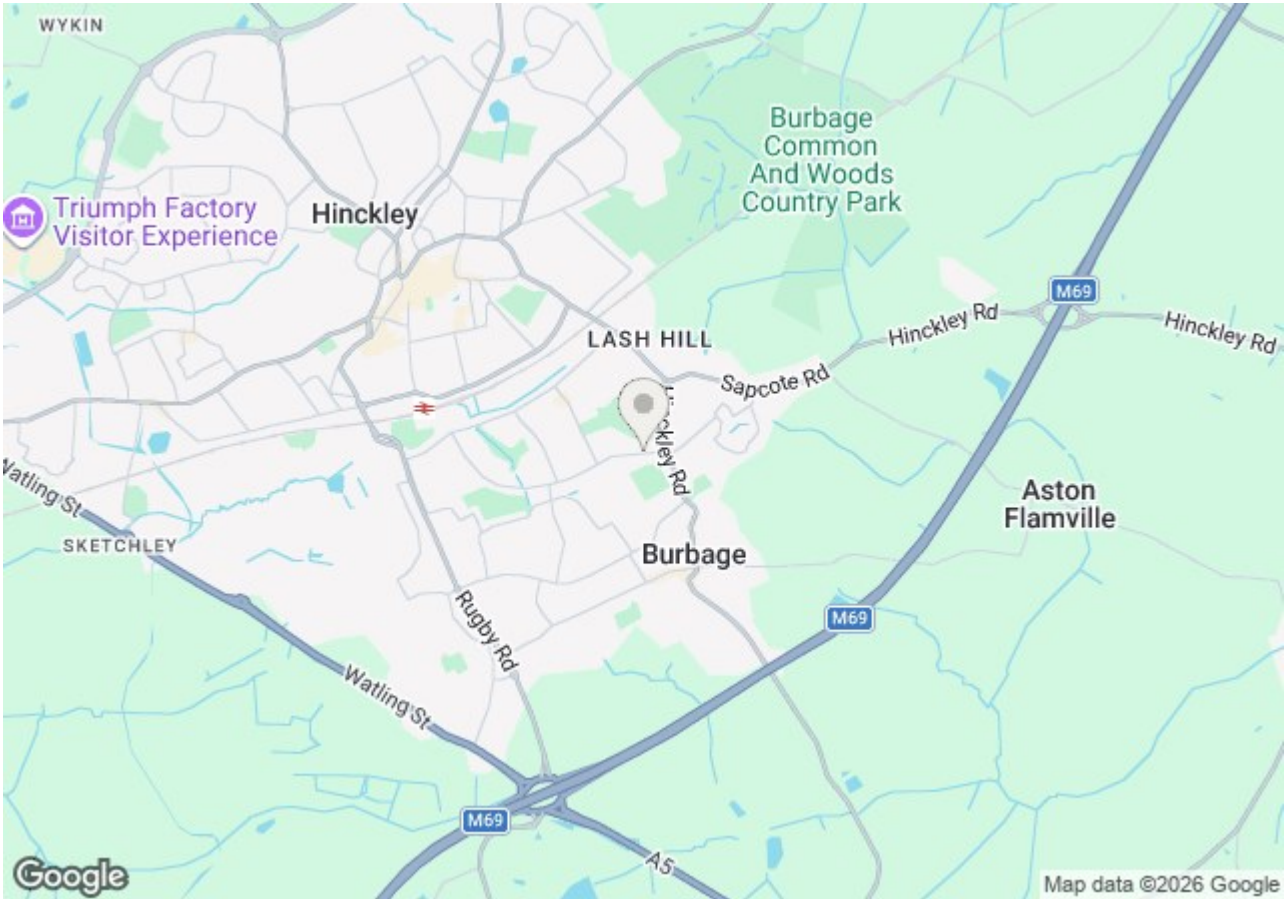 WYKIN
Burbage
Common
And Woods
Country Park
Triumph Factory
Visitor Experience
Hinckley
M69
Hinckley Rd
Hinckley Rd
LASH HILL
Sapcote Rd
Hinckley Rd
Watling St
Aston
Flamville
SKETCHLEY
Burbage
Rugby Rd
M69
Watling St
M69
A5
Google
Map data ©2026 Google